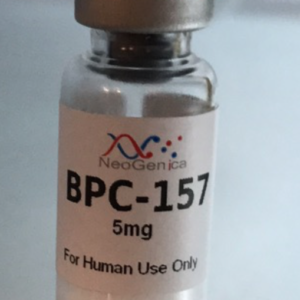 NeoGenica
BPC-157
5mg
For Human Use Only